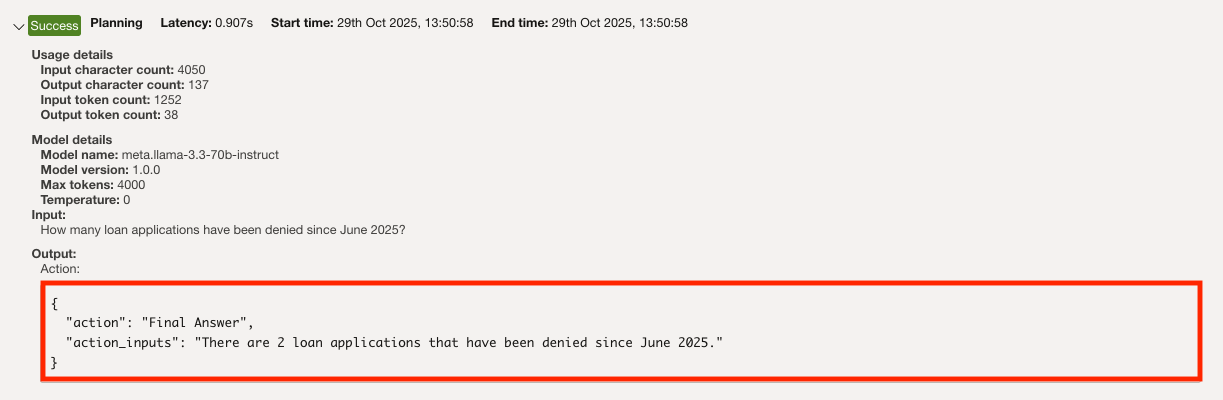 Success Planning Latency: 0.907s Start time: 29th Oct 2025, 13:50:58 End time: 29th Oct 2025, 13:50:58
Usage details
Input character count: 4050
Output character count: 137
Input token count: 1252
Output token count: 38
Model details
Model name: meta.llama-3.3-70b-instruct
Model version: 1.0.0
Max tokens: 4000
Temperature: 0
Input:
How many loan applications have been denied since June 2025?
Output:
Action:
{
"action": "Final Answer",
"action_inputs": "There are 2 loan applications that have been denied since June 2025."
}